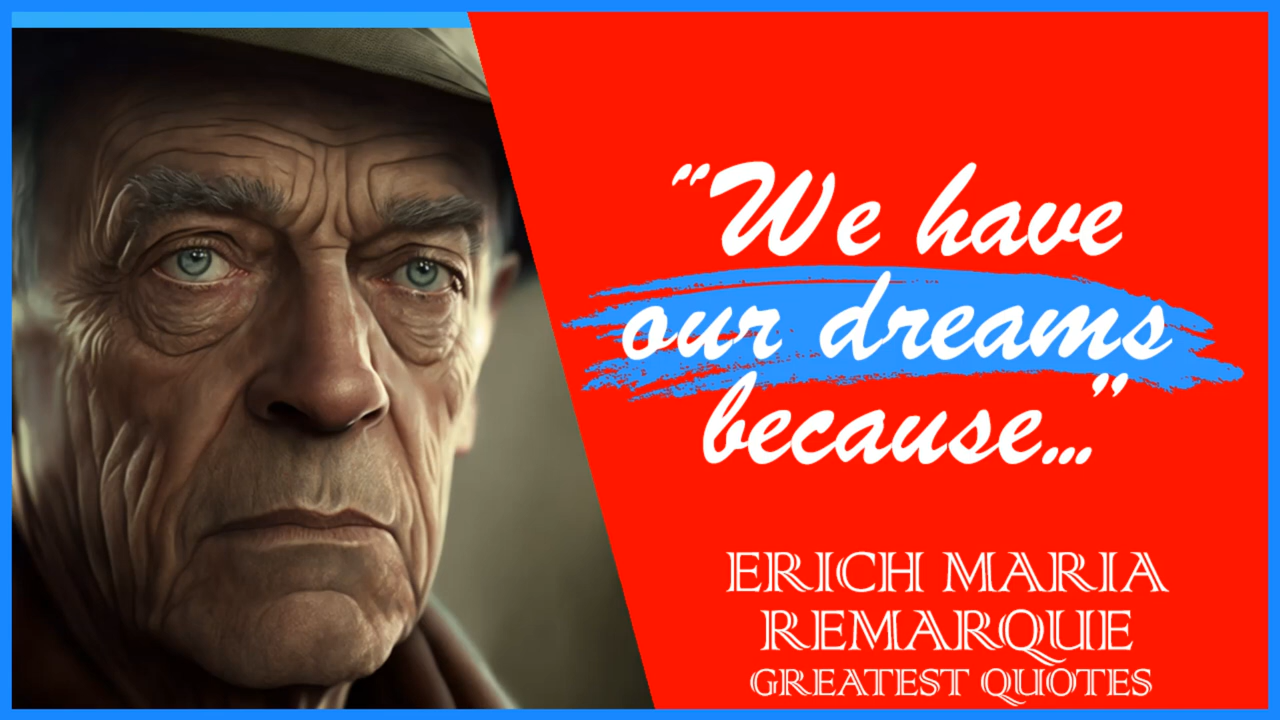 “We have
our dreams
because...”
ERICH MARIA
REMARQUE
GREATEST QUOTES